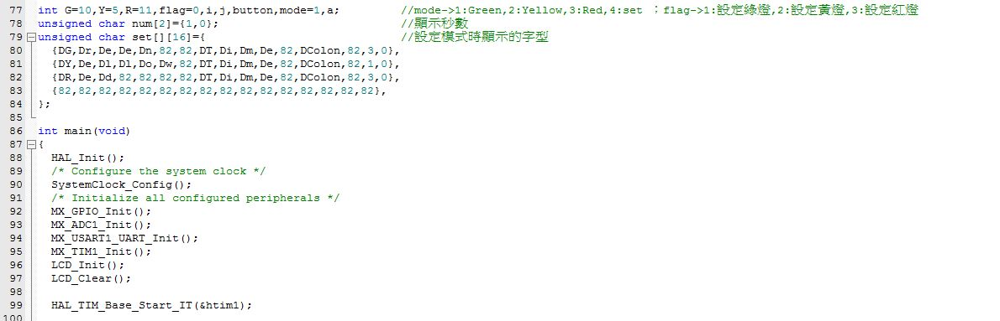 77 int G=10,Y=5,R=11,flag=0,i,j,button,mode=1,a; //mode->1:Green,2:Yellow,3:Red,4:set ；flag->1:設定綠燈,2:設定黃燈,3:設定紅燈
78 unsigned char num[2]={1,0}; //顯示秒數
79 unsigned char set[][16]={ //設定模式時顯示的字型
80 {DG,Dr,De,De,Dn,82,82,DT,Di,Dm,De,82,DColon,82,3,0},
81 {DY,De,Dl,Dl,Do,Dw,82,DT,Di,Dm,De,82,DColon,82,1,0},
82 {DR,De,Dd,82,82,82,82,DT,Di,Dm,De,82,DColon,82,3,0},
83 {82,82,82,82,82,82,82,82,82,82,82,82,82,82,82,82},
84 };
85
86 int main(void)
87 {
88 HAL_Init();
89 /* Configure the system clock */
90 SystemClock_Config();
91 /* Initialize all configured peripherals */
92 MX_GPIO_Init();
93 MX_ADC1_Init();
94 MX_USART1_UART_Init();
95 MX_TIM1_Init();
96 LCD_Init();
97 LCD_Clear();
98
99 HAL_TIM_Base_Start_IT(&htim1);
100